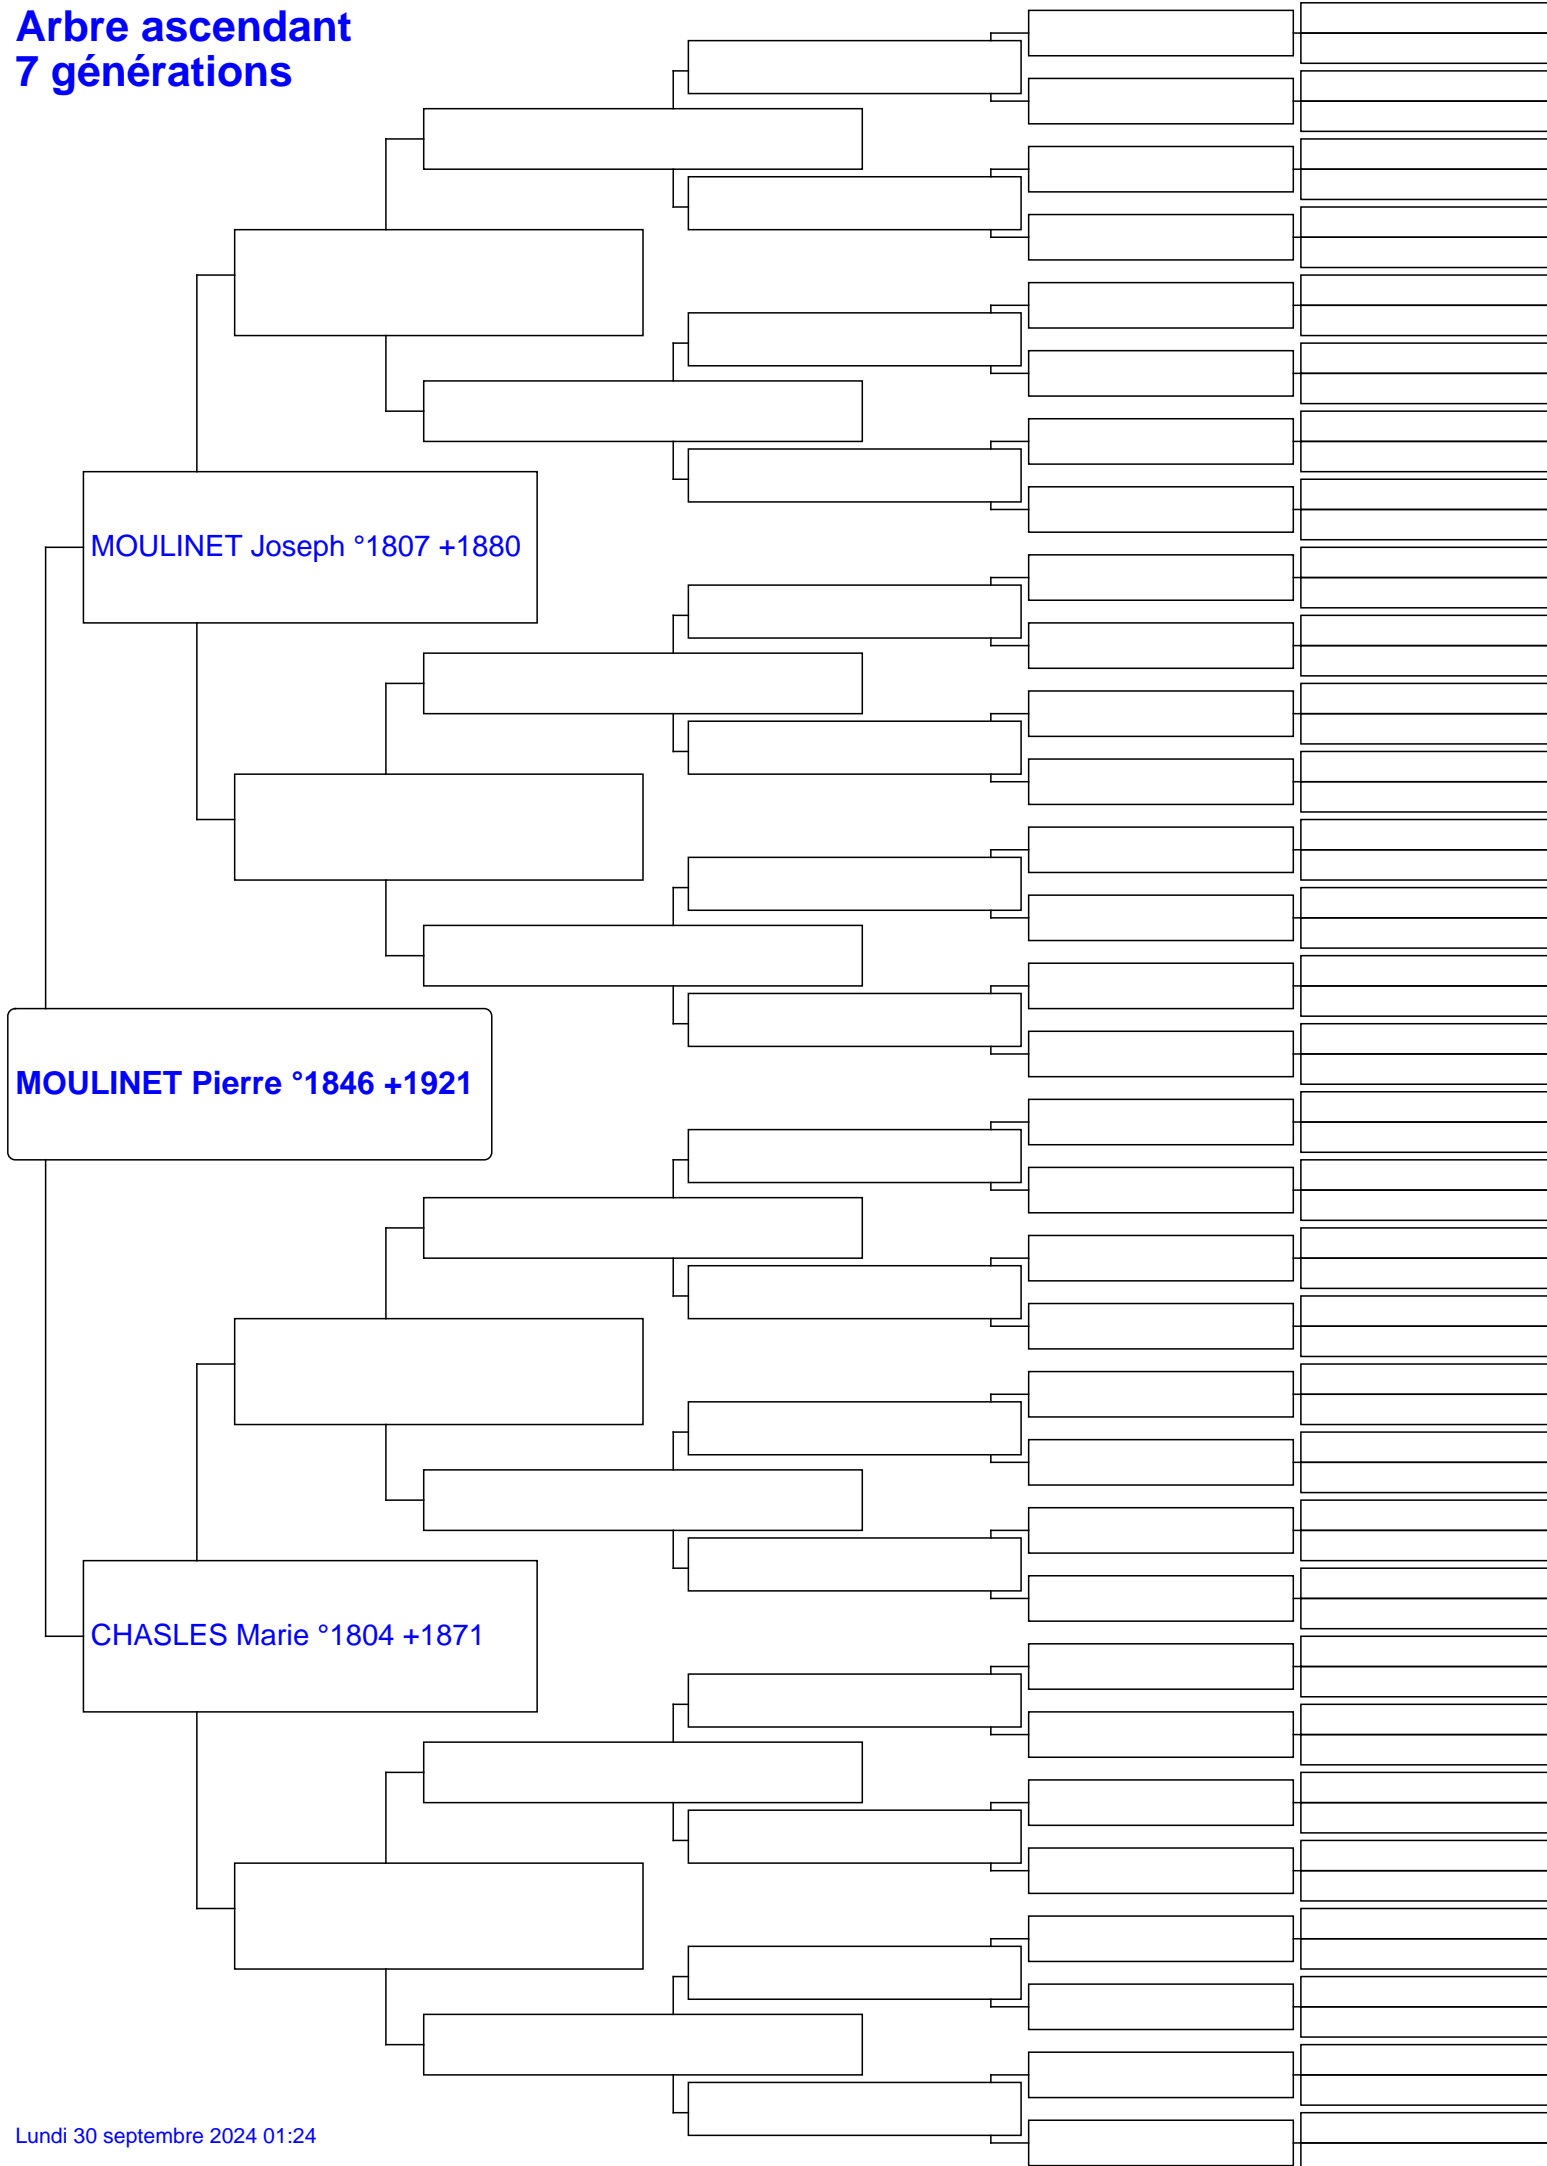 Arbre ascendant
7 générations
MOULINET Joseph °1807 +1880
MOULINET Pierre °1846 +1921
CHASLES Marie °1804 +1871
Lundi 30 septembre 2024 01:24